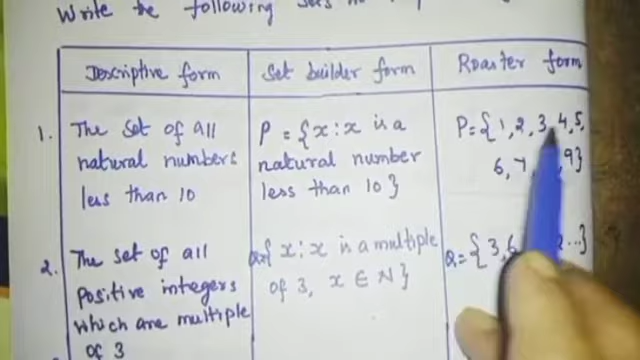 Write the following
Descriptive form
Set builder form
Roaster form
1. The set of all
natural numbers
less than 10
P = {x : x is a
natural number
less than 10}
P={1, 2, 3, 4, 5,
6, 7, 9}
2. The set of all
positive integers
which are multiple
of 3
Q={x : x is a multiple
of 3, x ∈ N}
Q={3, 6 2...}